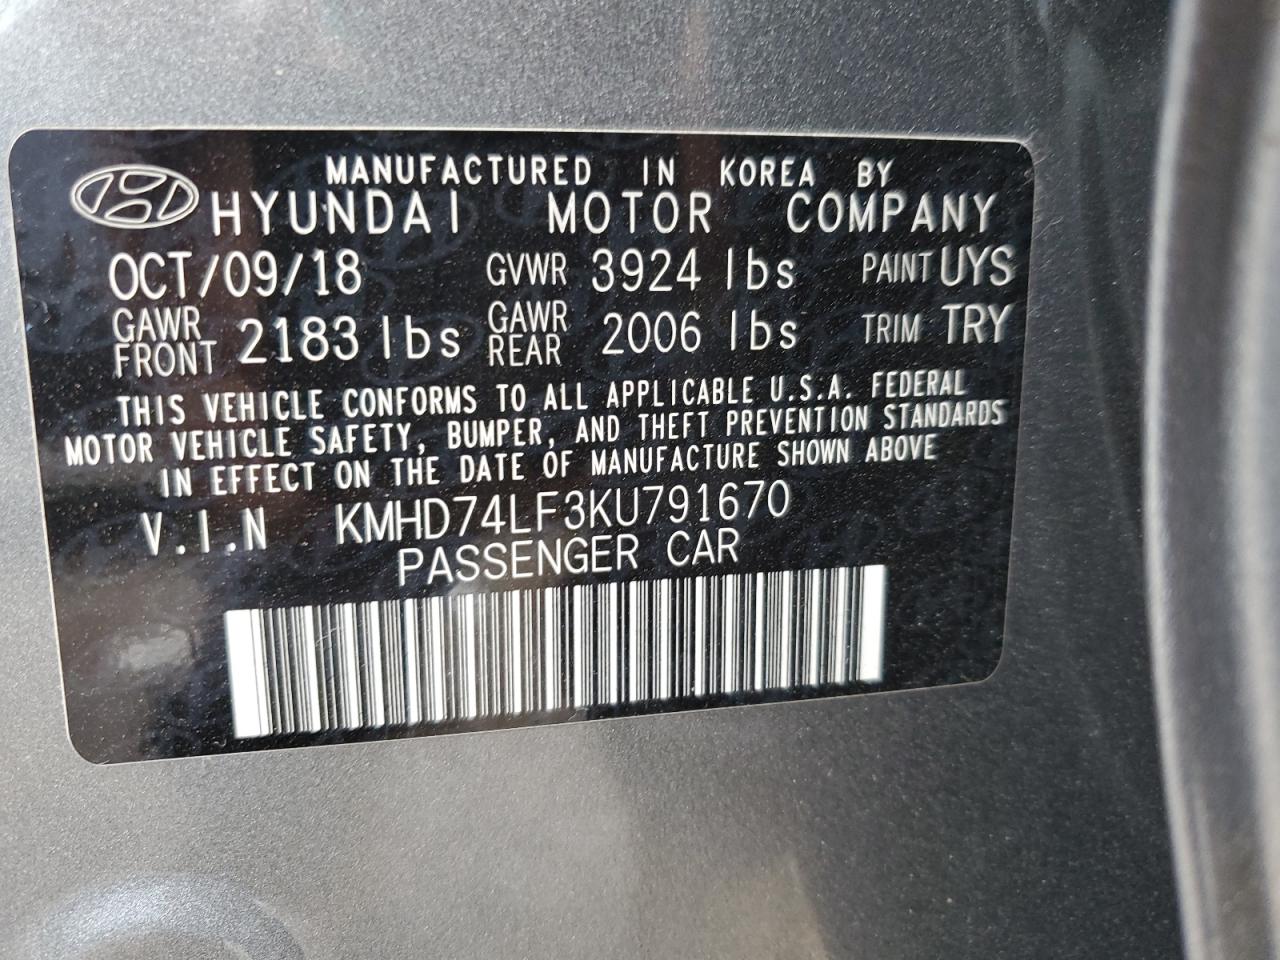 MANUFACTURED IN KOREA BY
HYUNDAI MOTOR COMPANY
OCT/09/18 GVWR 3924 lbs PAINT UYS
GAWR FRONT 2183 lbs GAWR REAR 2006 lbs TRIM TRY
THIS VEHICLE CONFORMS TO ALL APPLICABLE U.S.A. FEDERAL
MOTOR VEHICLE SAFETY, BUMPER, AND THEFT PREVENTION STANDARDS
IN EFFECT ON THE DATE OF MANUFACTURE SHOWN ABOVE
V.I.N KMHD74LF3KU791670
PASSENGER CAR